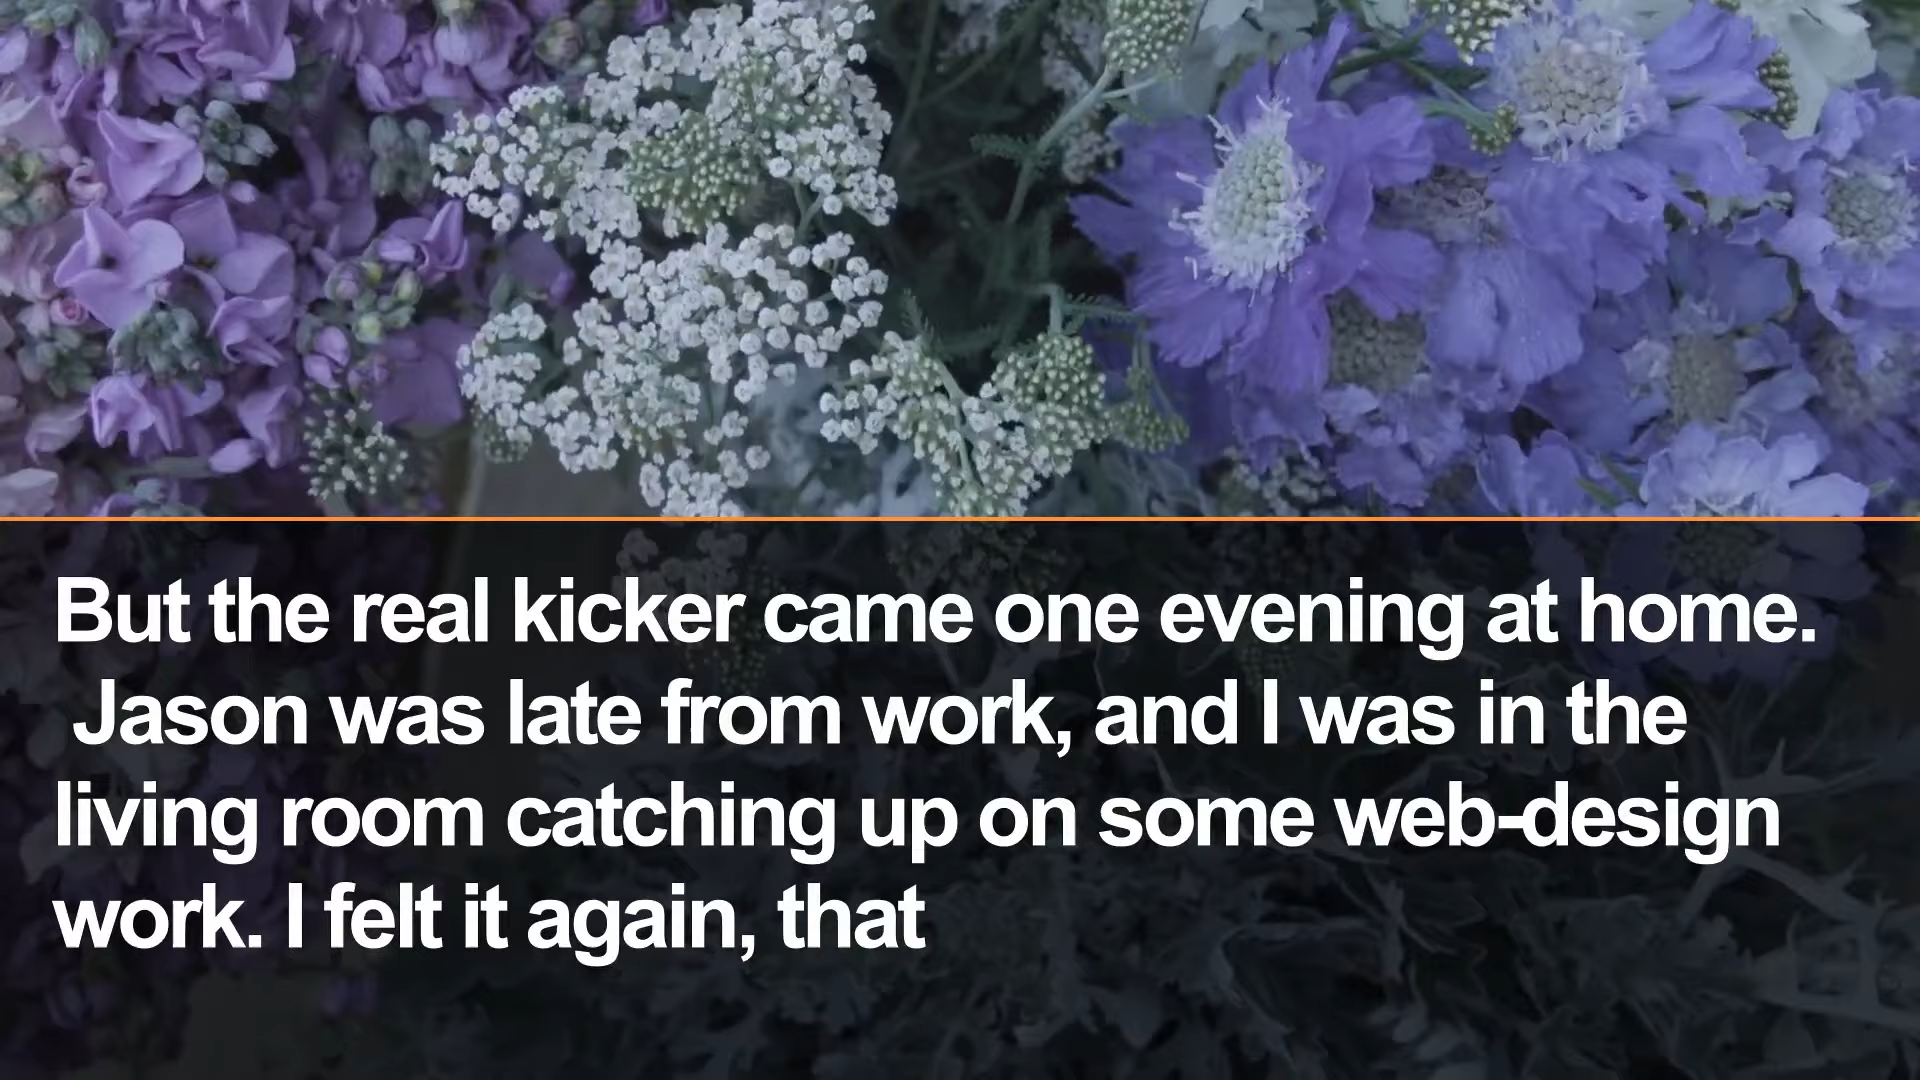 But the real kicker came one evening at home.
Jason was late from work, and I was in the
living room catching up on some web-design
work. I felt it again, that